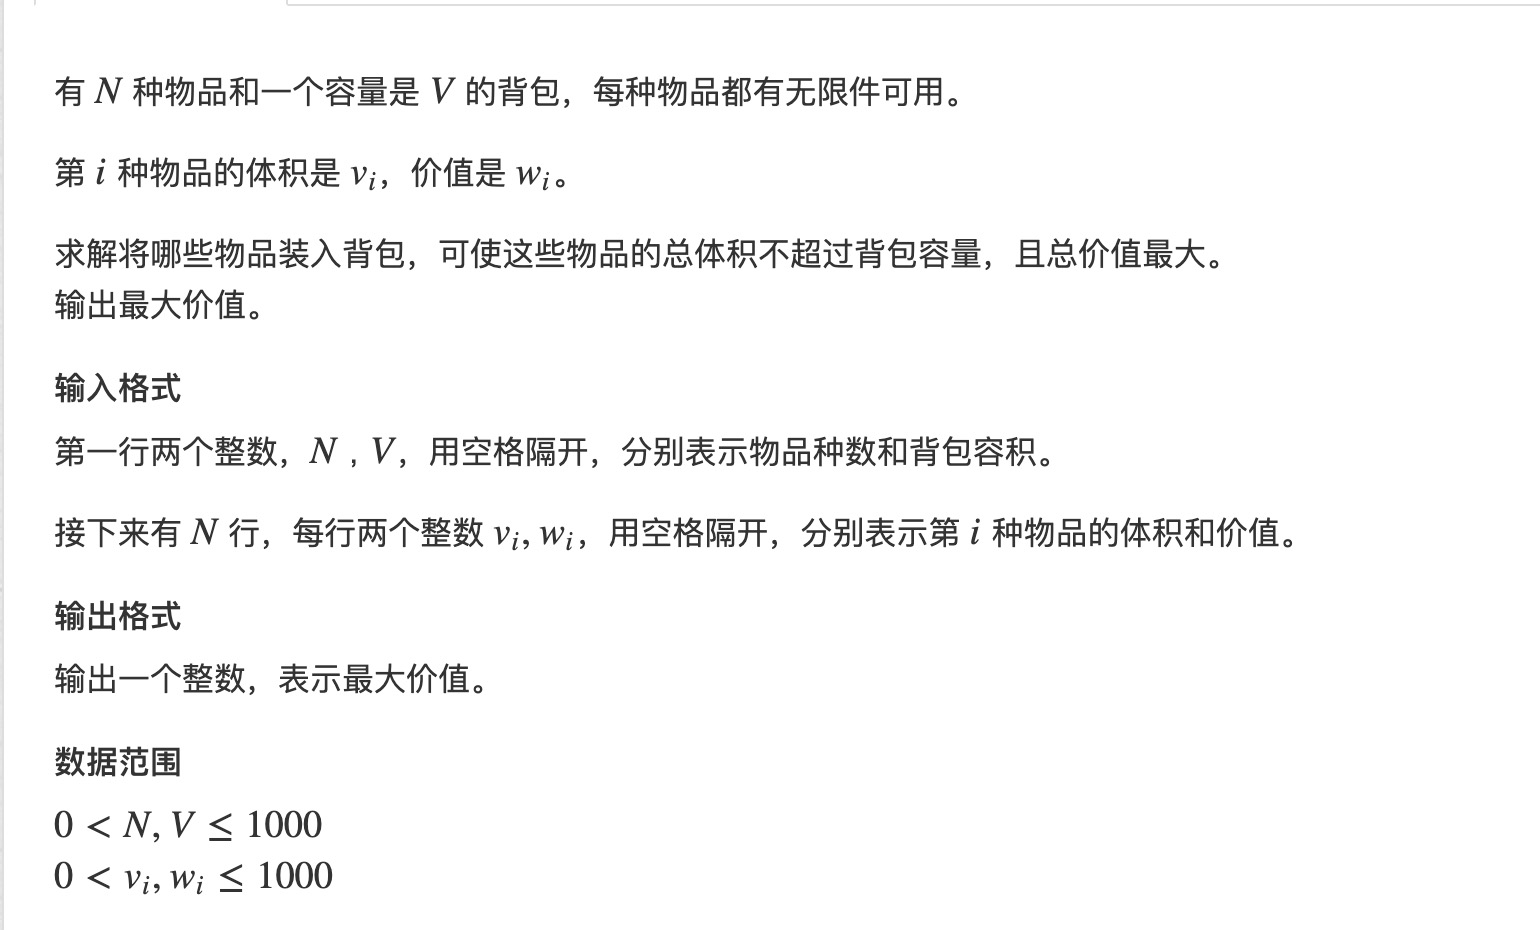 有 N 种物品和一个容量是 V 的背包，每种物品都有无限件可用。
第 i 种物品的体积是 vᵢ，价值是 wᵢ。
求解将哪些物品装入背包，可使这些物品的总体积不超过背包容量，且总价值最大。
输出最大价值。
输入格式
第一行两个整数，N，V，用空格隔开，分别表示物品种数和背包容积。
接下来有 N 行，每行两个整数 vᵢ, wᵢ，用空格隔开，分别表示第 i 种物品的体积和价值。
输出格式
输出一个整数，表示最大价值。
数据范围
0 < N, V ≤ 1000
0 < vᵢ, wᵢ ≤ 1000